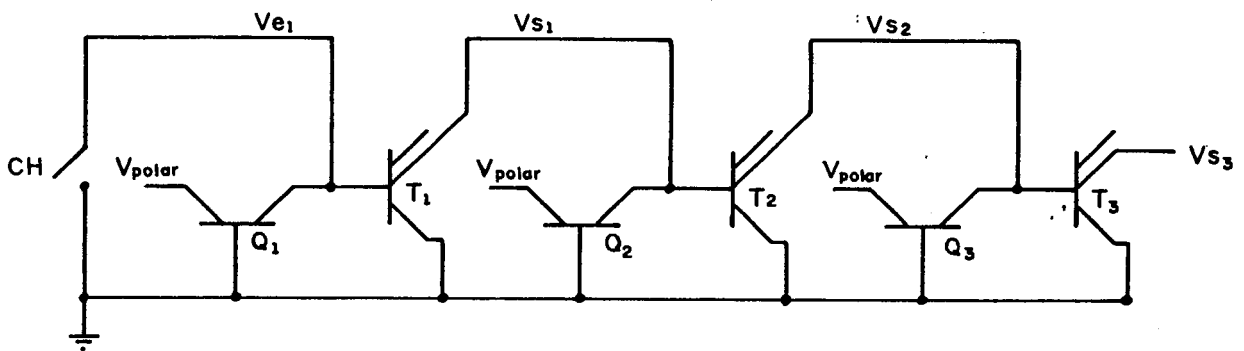 Ve1
Vs1
Vs2
CH
Vpolar
Q1
T1
Vpolar
Q2
T2
Vpolar
Q3
T3
Vs3